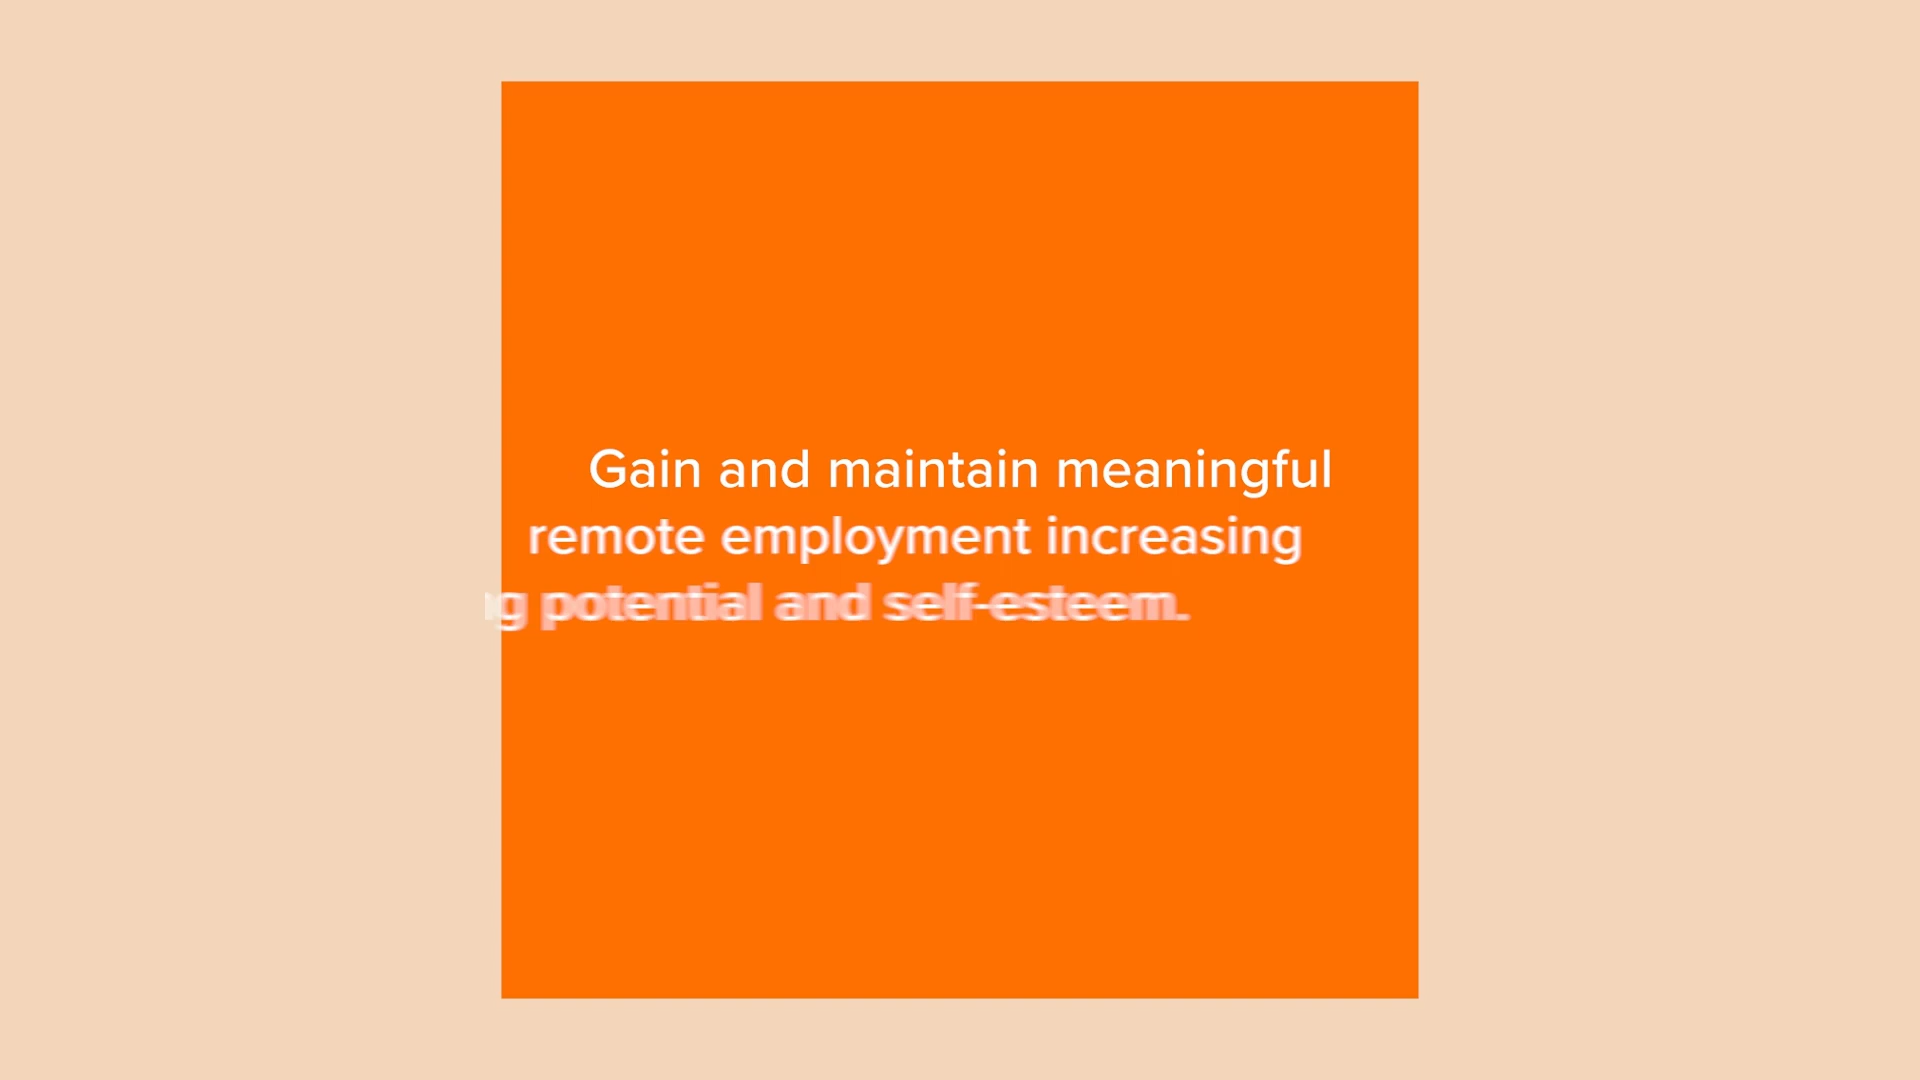 Gain and maintain meaningful
remote employment increasing
potential and self-esteem.